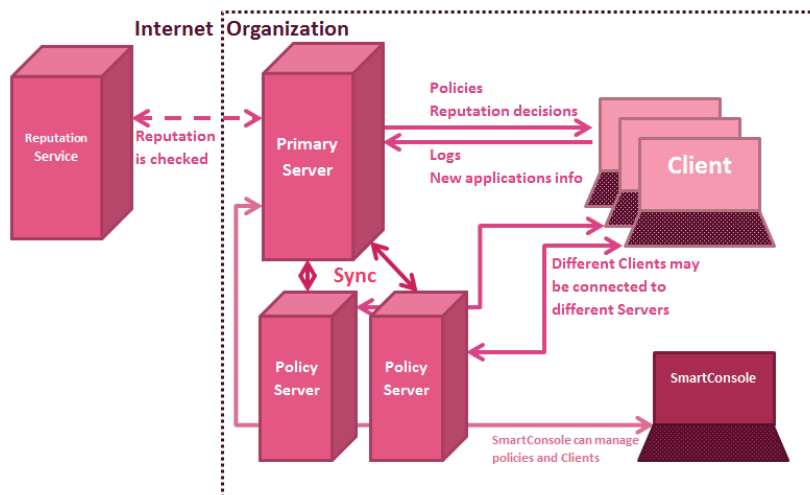 Internet
Organization
Reputation
Service
Reputation
is checked
Primary
Server
Policies
Reputation decisions
Logs
New applications info
Client
Sync
Different Clients may
be connected to
different Servers
Policy
Server
Policy
Server
SmartConsole
SmartConsole can manage
policies and Clients